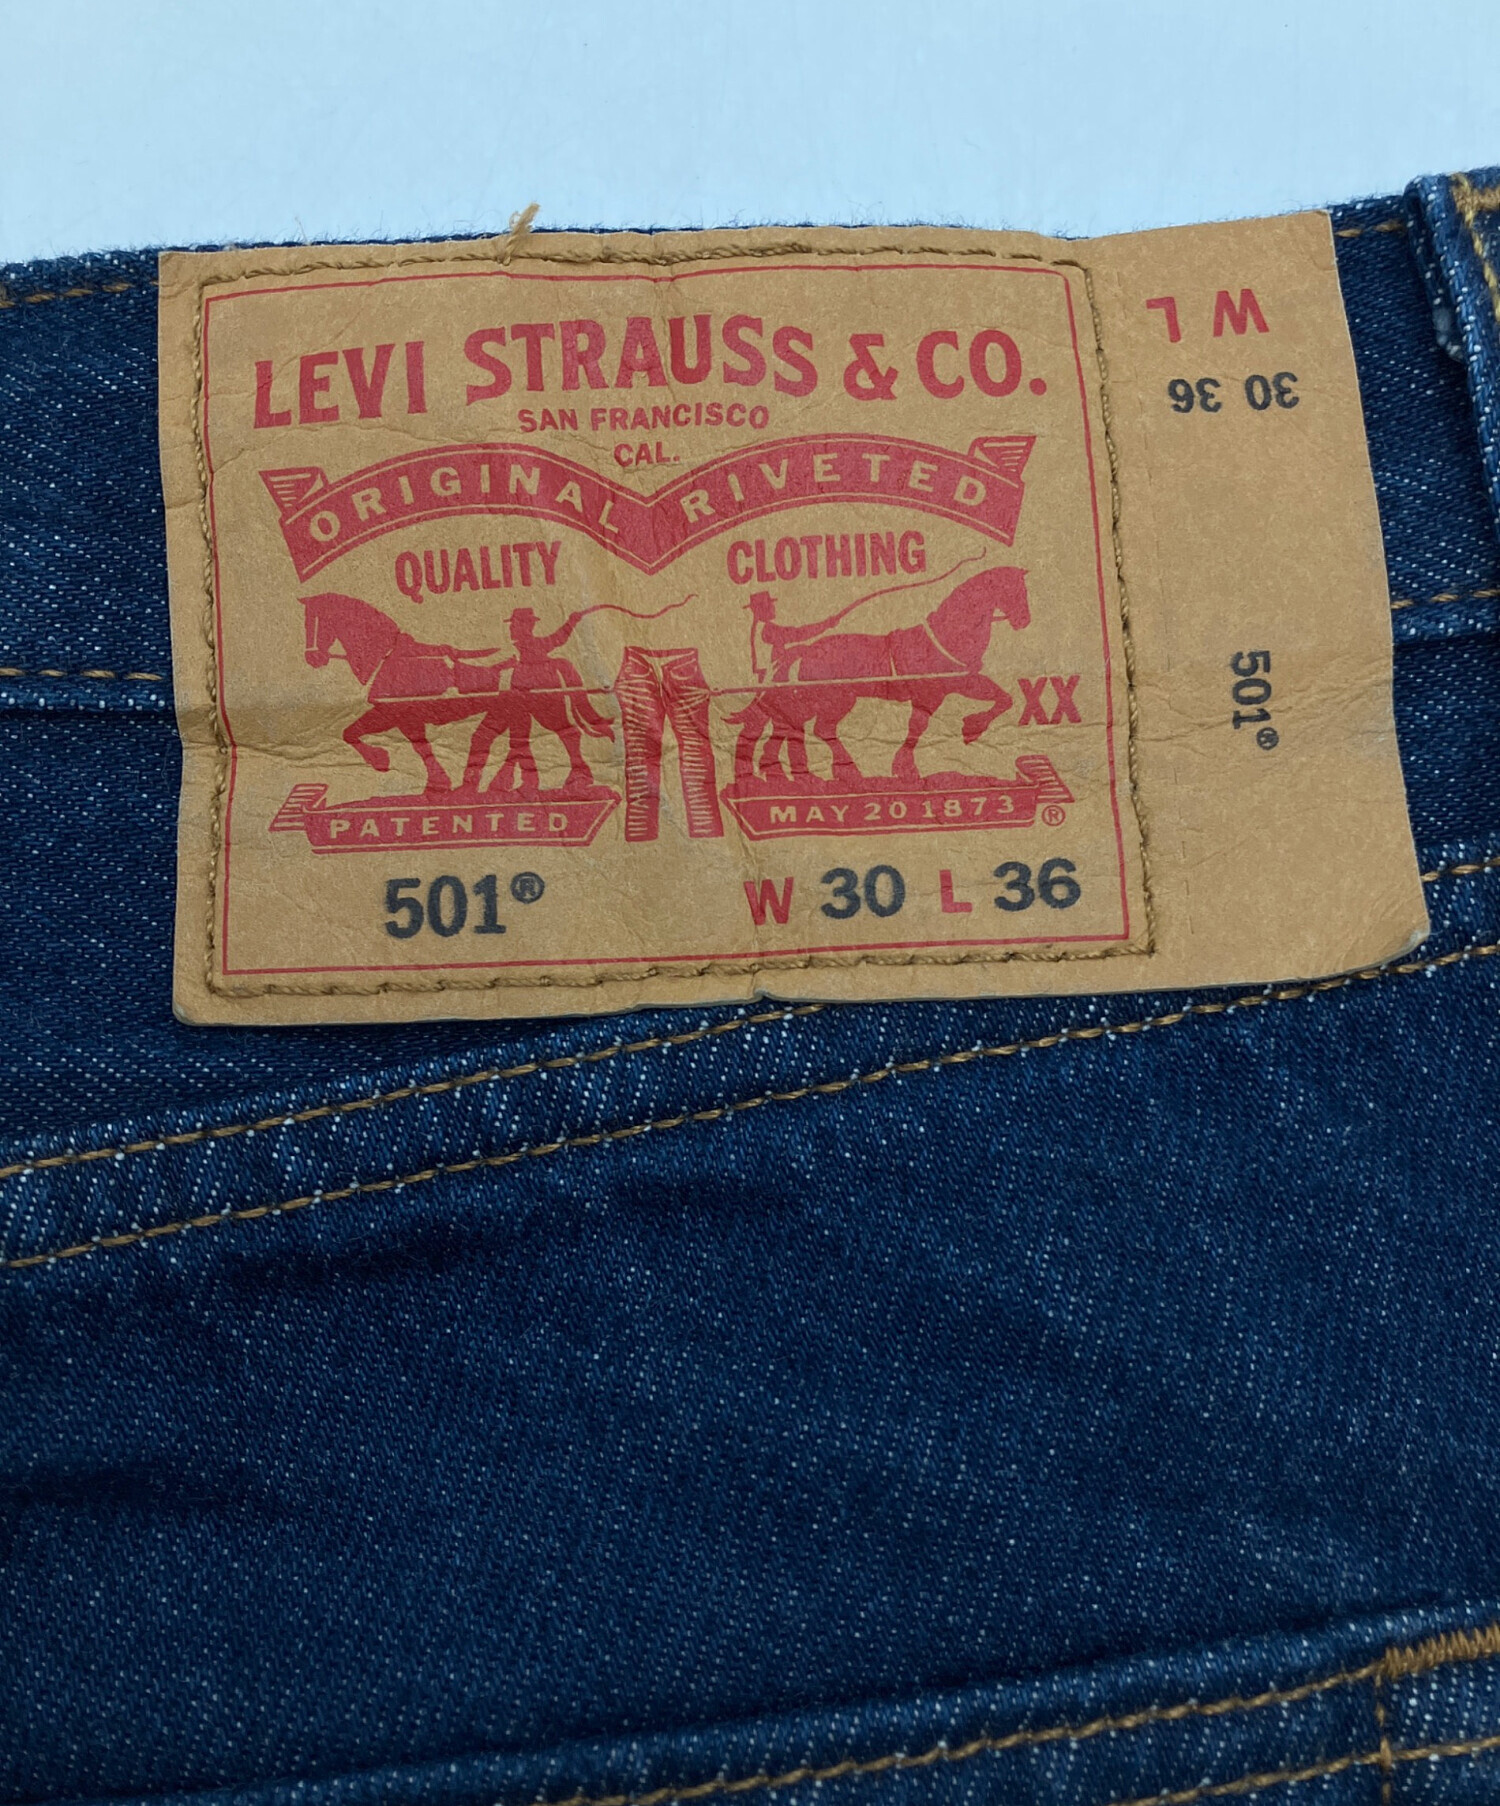 LEVI STRAUSS & CO.
SAN FRANCISCO
CAL.
ORIGINAL RIVETED
QUALITY CLOTHING
XX
PATENTED MAY 20 1873 ®
501® W 30 L 36
W L
30 36
501®